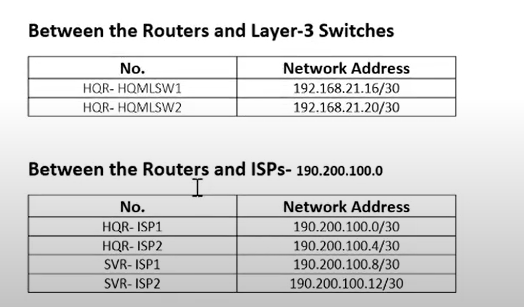 Between the Routers and Layer-3 Switches
No. Network Address
HQR- HQMLSW1 192.168.21.16/30
HQR- HQMLSW2 192.168.21.20/30
Between the Routers and ISPs- 190.200.100.0
No. Network Address
HQR- ISP1 190.200.100.0/30
HQR- ISP2 190.200.100.4/30
SVR- ISP1 190.200.100.8/30
SVR- ISP2 190.200.100.12/30